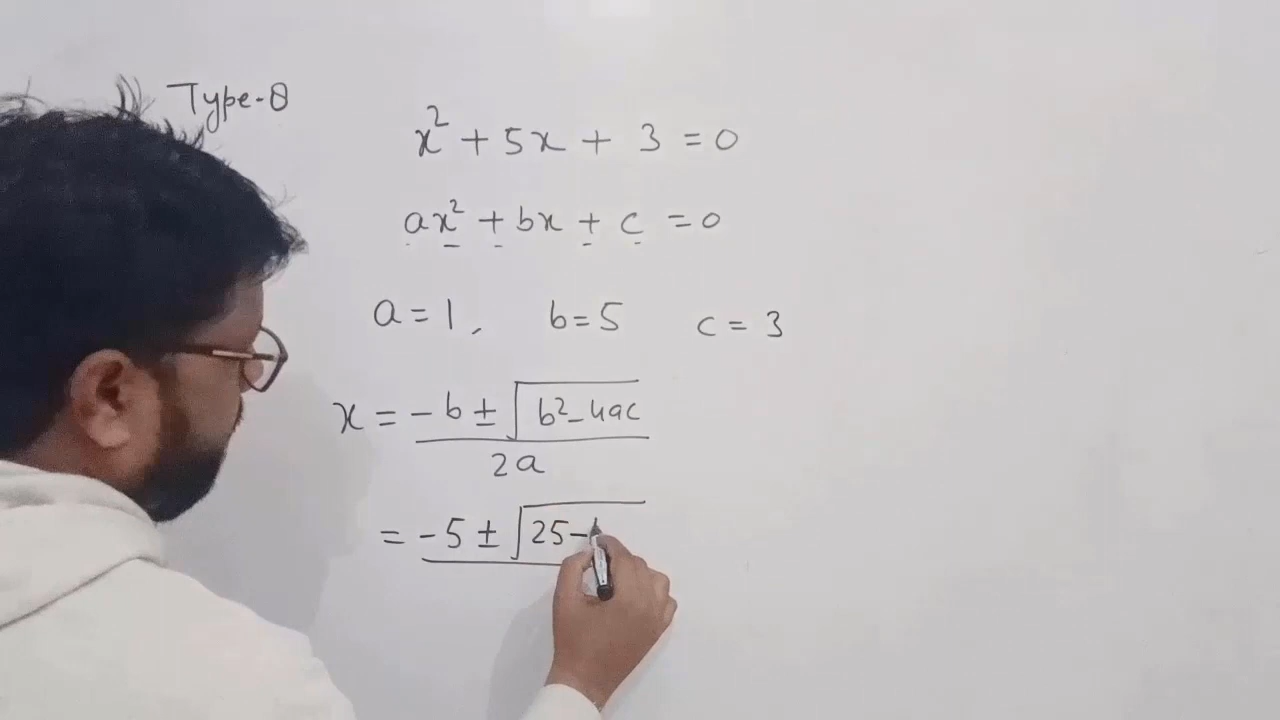 Type-8
x² + 5x + 3 = 0
ax² + bx + c = 0
a = 1, b = 5 c = 3
x = -b ± √(b² - 4ac)
2a
= -5 ± √(25 -